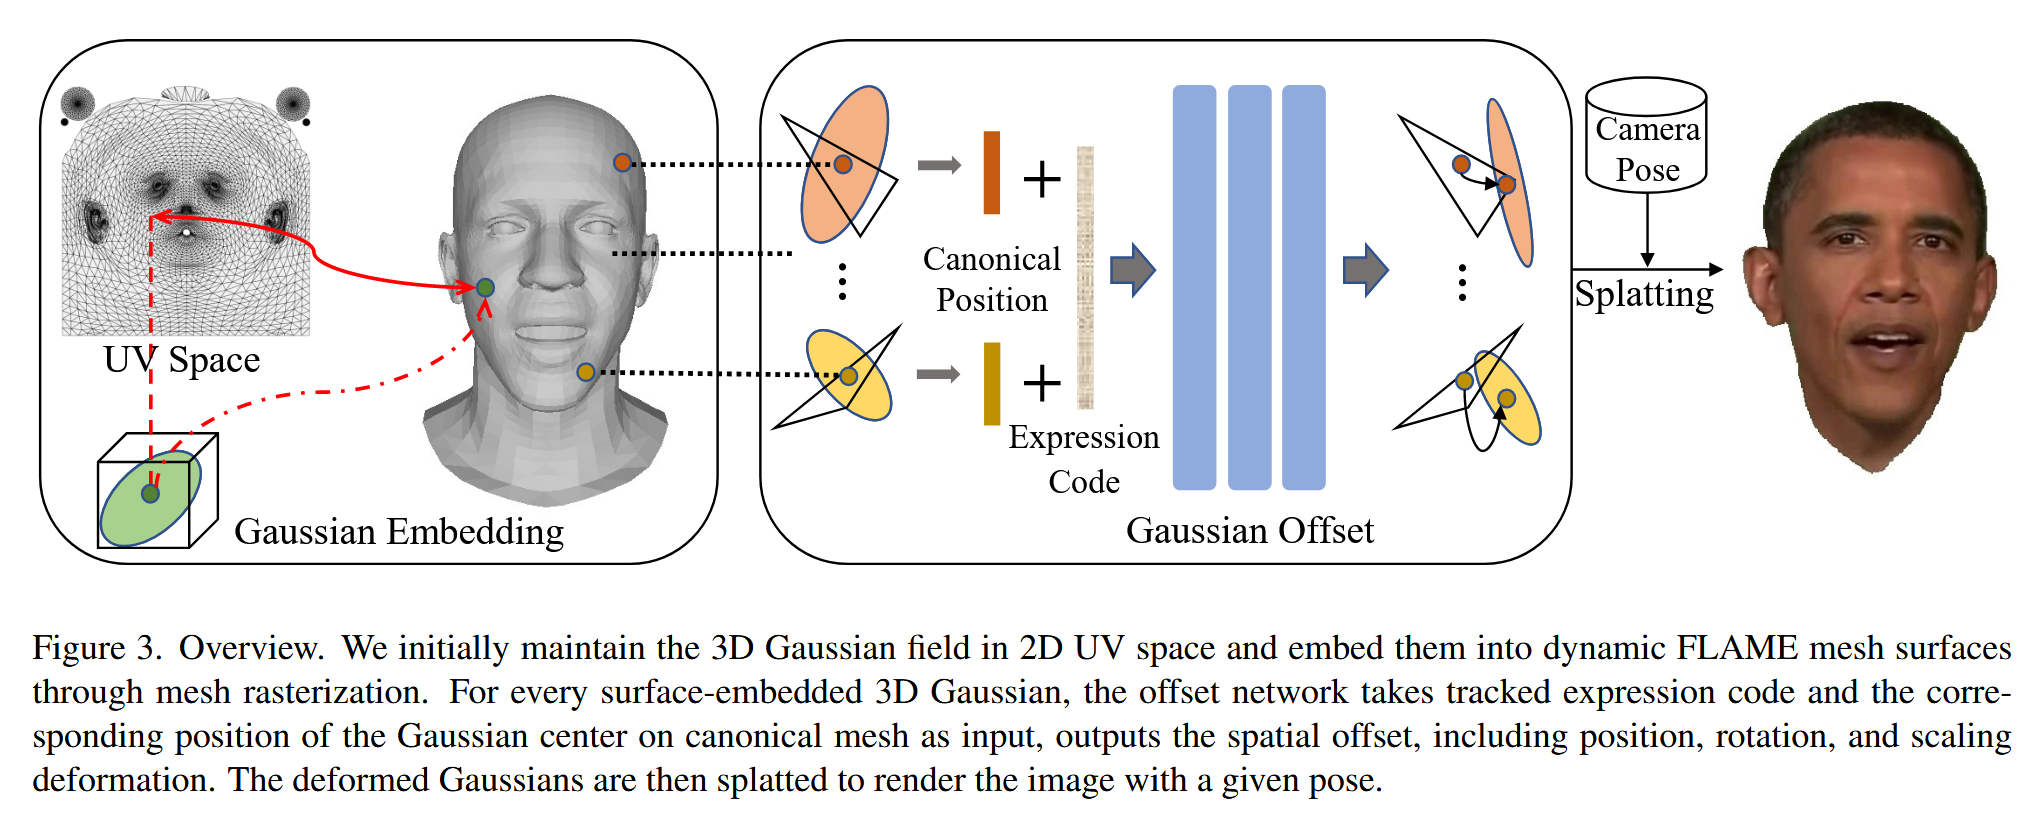 UV Space
Gaussian Embedding
Canonical
Position
Expression
Code
Gaussian Offset
Camera
Pose
Splatting
Figure 3. Overview. We initially maintain the 3D Gaussian field in 2D UV space and embed them into dynamic FLAME mesh surfaces
through mesh rasterization. For every surface-embedded 3D Gaussian, the offset network takes tracked expression code and the corre-
sponding position of the Gaussian center on canonical mesh as input, outputs the spatial offset, including position, rotation, and scaling
deformation. The deformed Gaussians are then splatted to render the image with a given pose.